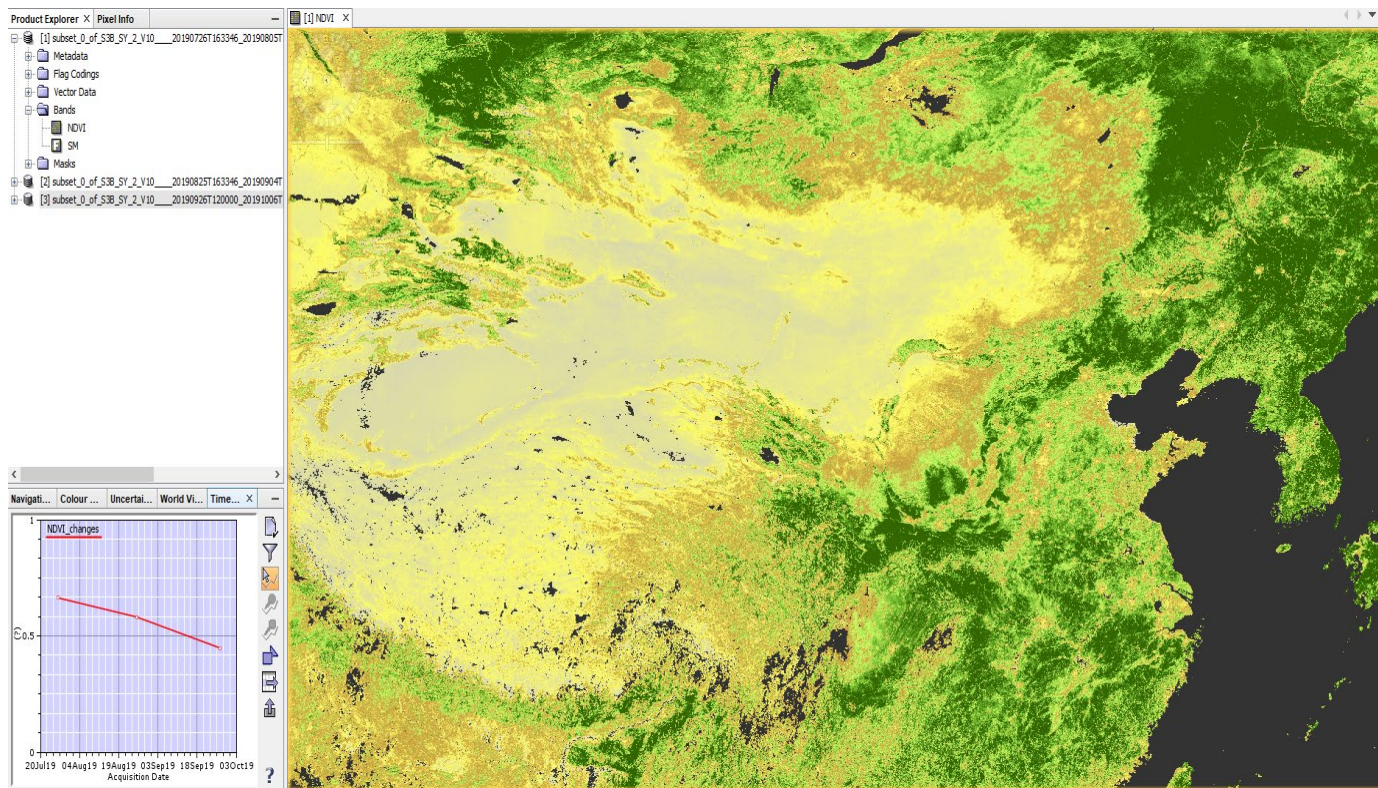 Product Explorer X Pixel Info
[1] NDVI X
[1] subset_0_of_S3B_SY_2_V10____20190726T163346_20190805T
Metadata
Flag Codings
Vector Data
Bands
NDVI
SM
Masks
[2] subset_0_of_S3B_SY_2_V10____20190825T163346_20190904T
[3] subset_0_of_S3B_SY_2_V10____20190926T120000_20191006T
Navigati... Colour ... Uncertai... World Vi... Time... X
NDVI_changes
1
0.5
0
20Jul19 04Aug19 19Aug19 03Sep19 18Sep19 03Oct19
Acquisition Date
?